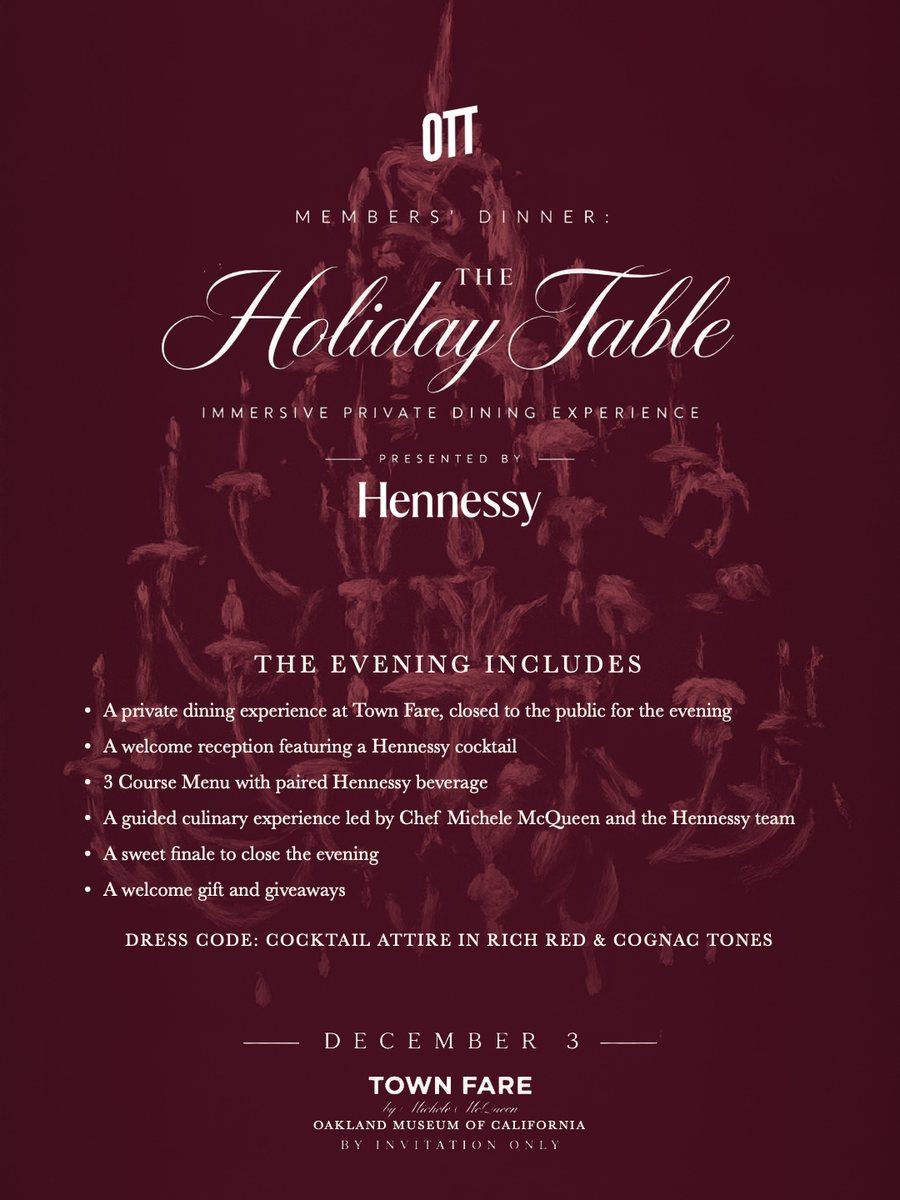 OTT
MEMBERS' DINNER:
THE
Holiday Table
IMMERSIVE PRIVATE DINING EXPERIENCE
PRESENTED BY
Hennessy
THE EVENING INCLUDES
• A private dining experience at Town Fare, closed to the public for the evening
• A welcome reception featuring a Hennessy cocktail
• 3 Course Menu with paired Hennessy beverage
• A guided culinary experience led by Chef Michele McQueen and the Hennessy team
• A sweet finale to close the evening
• A welcome gift and giveaways
DRESS CODE: COCKTAIL ATTIRE IN RICH RED & COGNAC TONES
DECEMBER 3
TOWN FARE
by Michele McQueen
OAKLAND MUSEUM OF CALIFORNIA
BY INVITATION ONLY